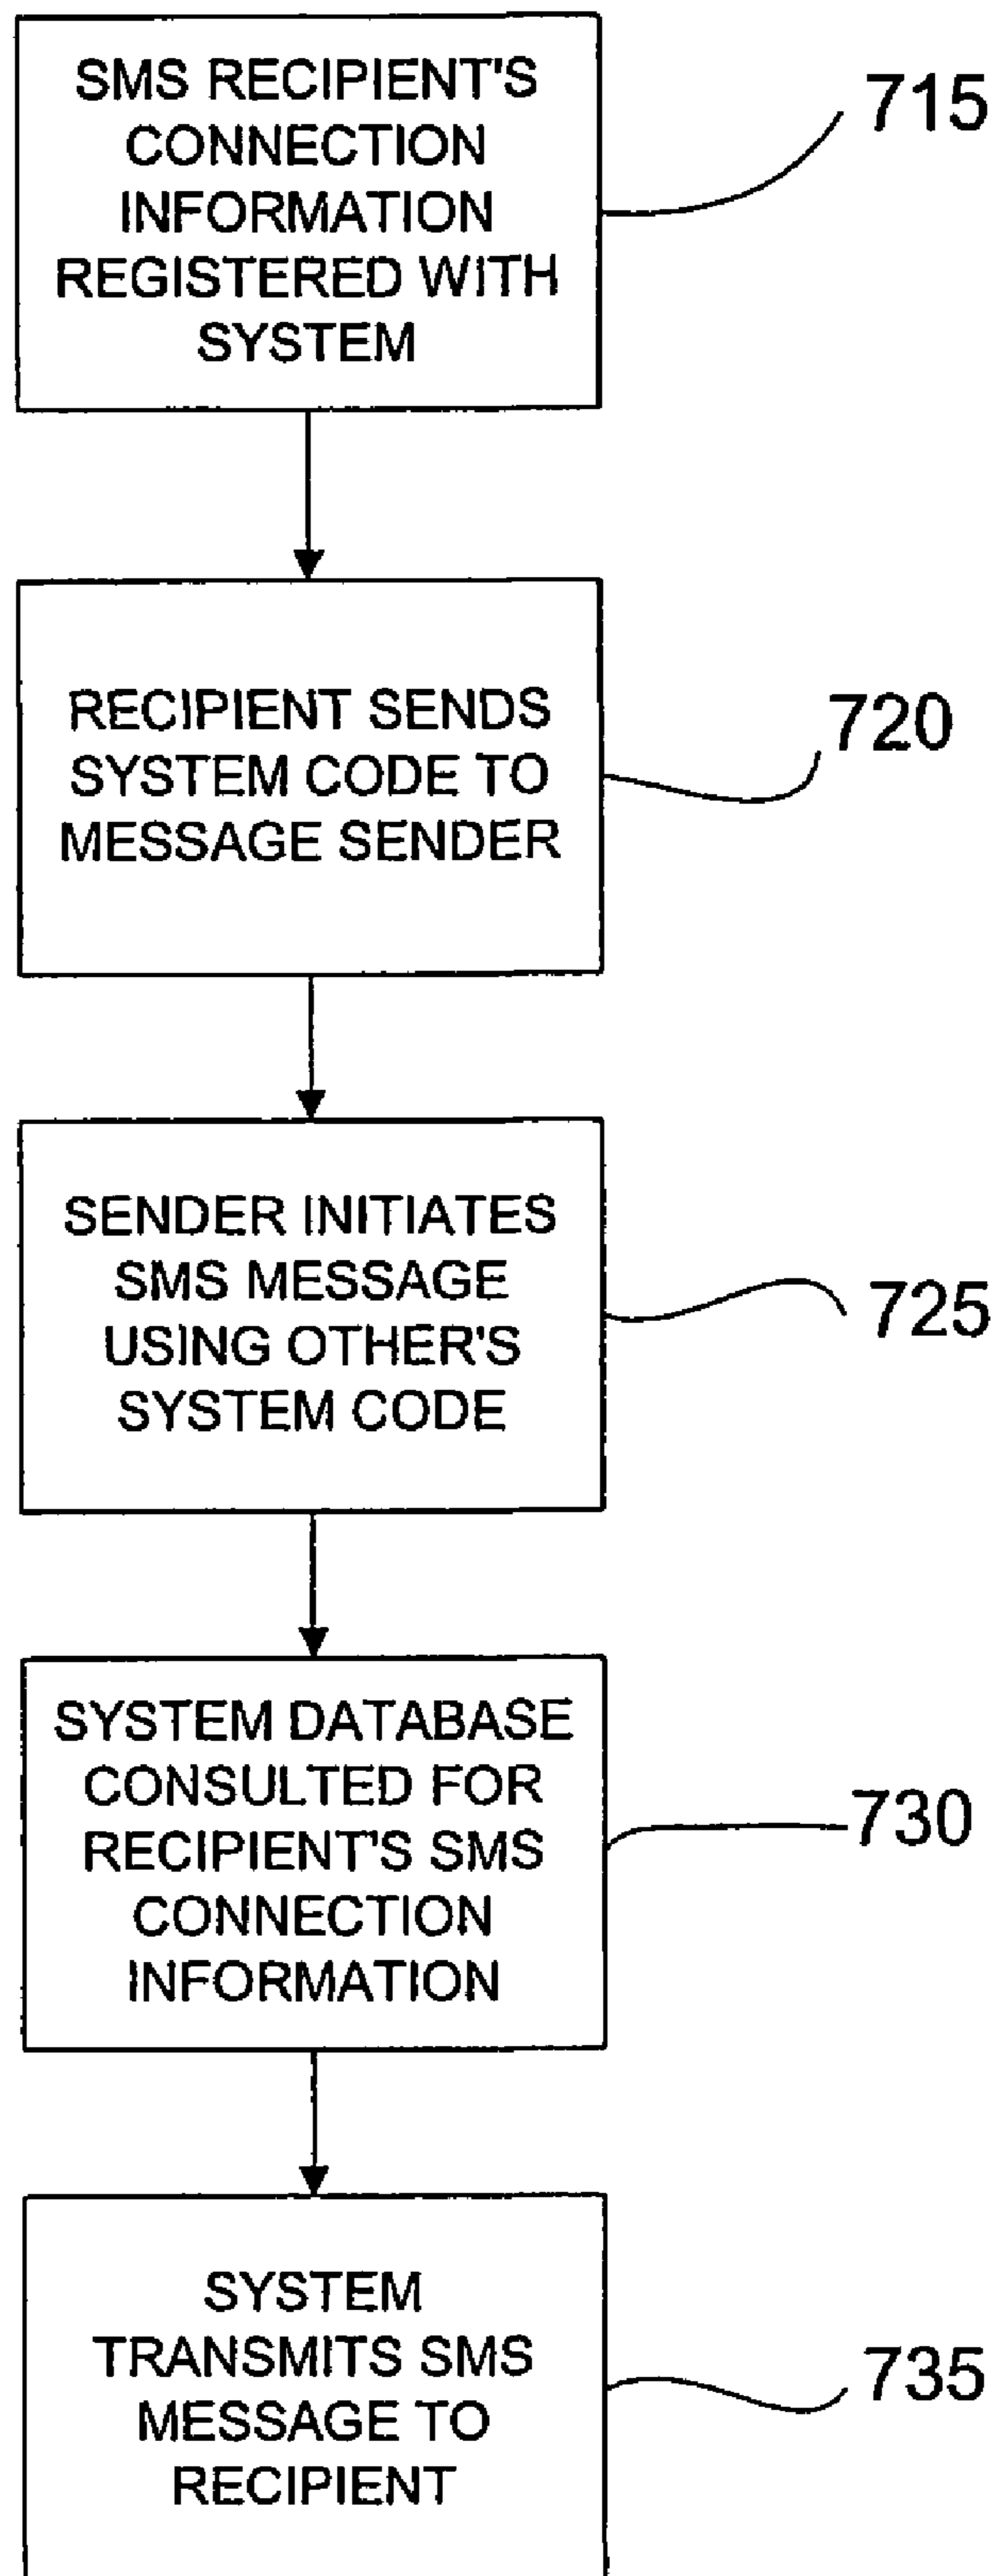 SMS RECIPIENT'S
CONNECTION
INFORMATION
REGISTERED WITH
SYSTEM
715
RECIPIENT SENDS
SYSTEM CODE TO
MESSAGE SENDER
720
SENDER INITIATES
SMS MESSAGE
USING OTHER'S
SYSTEM CODE
725
SYSTEM DATABASE
CONSULTED FOR
RECIPIENT'S SMS
CONNECTION
INFORMATION
730
SYSTEM
TRANSMITS SMS
MESSAGE TO
RECIPIENT
735